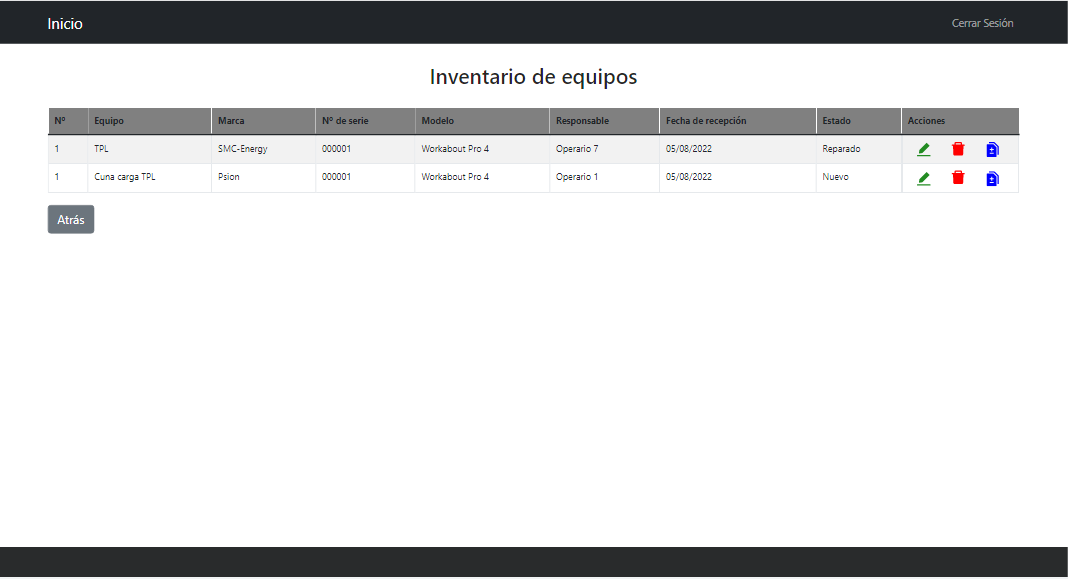 Inicio Cerrar Sesión
Inventario de equipos
Nº Equipo Marca Nº de serie Modelo Responsable Fecha de recepción Estado Acciones
1 TPL SMC-Energy 000001 Workabout Pro 4 Operario 7 05/08/2022 Reparado
1 Cuna carga TPL Psion 000001 Workabout Pro 4 Operario 1 05/08/2022 Nuevo
Atrás